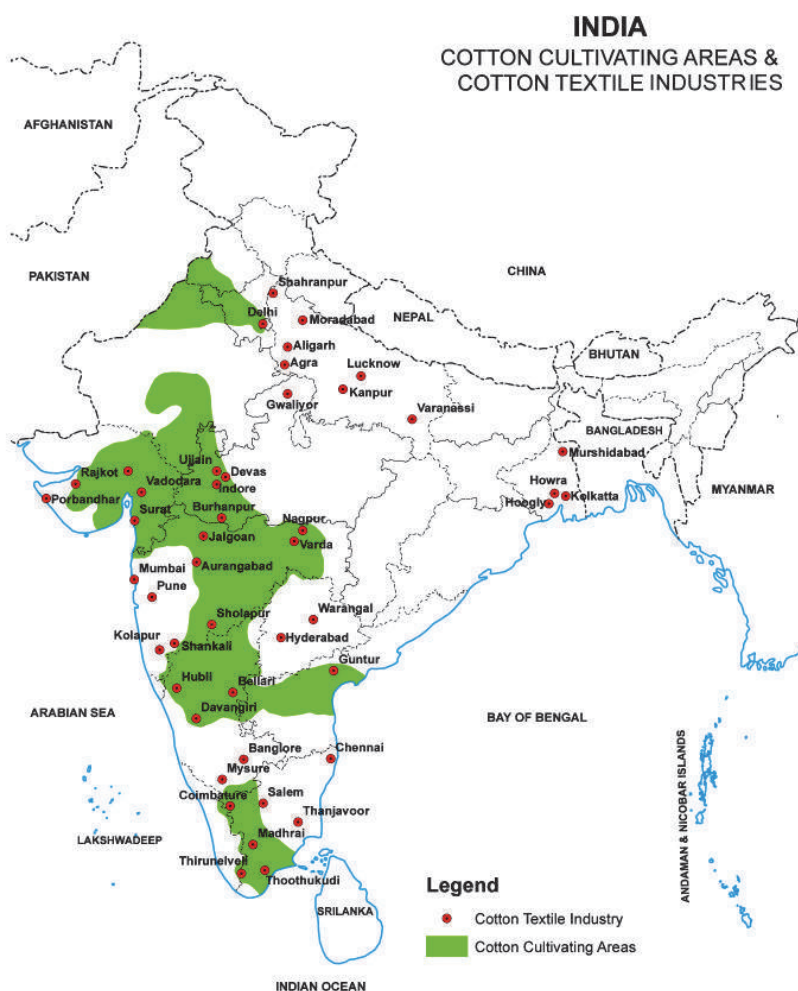 INDIA
COTTON CULTIVATING AREAS &
COTTON TEXTILE INDUSTRIES
AFGHANISTAN
PAKISTAN
CHINA
Shahranpur
Delhi
Moradabad
NEPAL
Aligarh
BHUTAN
Agra
Lucknow
Kanpur
Gwaliyor
Varanassi
BANGLADESH
Murshidabad
Ujjain
Rajkot
Devas
Vadodara
Indore
MYANMAR
Howra
Porbandhar
Kolkatta
Hoogly
Surat
Burhanpur
Nagpur
Jalgoan
Varda
Mumbai
Aurangabad
Pune
Sholapur
Warangal
Kolapur
Shankali
Hyderabad
Guntur
Hubli
Bellari
ARABIAN SEA
Davangiri
BAY OF BENGAL
Banglore
Chennai
Mysure
Coimbature
Salem
Thanjavoor
LAKSHWADEEP
Madhrai
Thirunelveli
Thoothukudi
ANDAMAN & NICOBAR ISLANDS
SRILANKA
Legend
Cotton Textile Industry
Cotton Cultivating Areas
INDIAN OCEAN